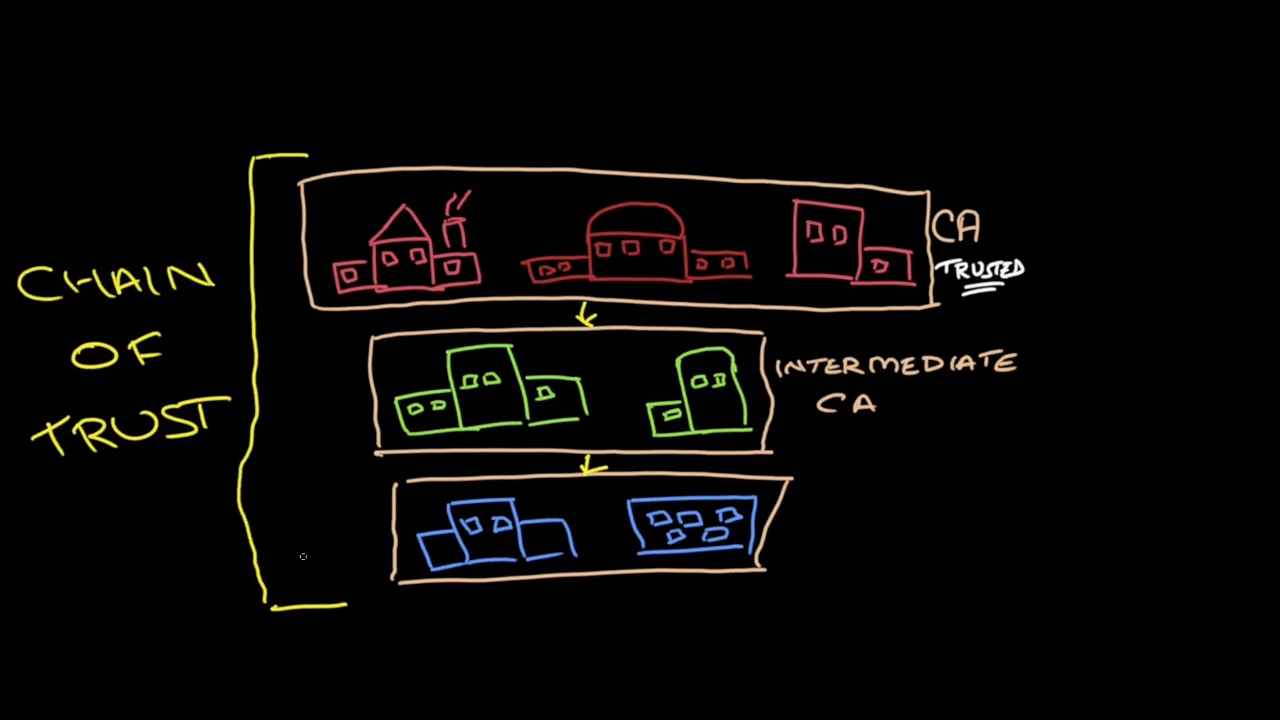 CHAIN
OF
TRUST
CA
TRUSTED
INTERMEDIATE
CA